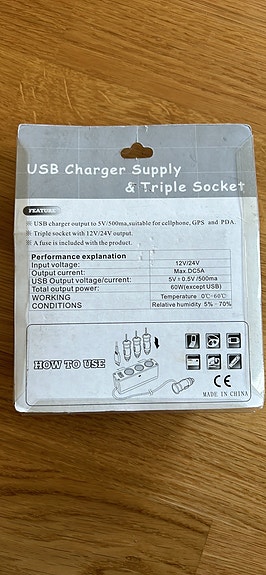 USB Charger Supply
& Triple Socket
FEATURE
※ USB charger output to 5V/500ma,suitable for cellphone, GPS and PDA.
※ Triple socket with 12V/24V output.
※ A fuse is included with the product.
Performance explanation
Input voltage: 12V/24V
Output current: Max.DC5A
USB Output voltage/current: 5V±0.5V /500ma
Total output power: 60W(except USB)
WORKING Temperature 0℃-60℃
CONDITIONS Relative humidity 5% - 70%
HOW TO USE
CE
MADE IN CHINA